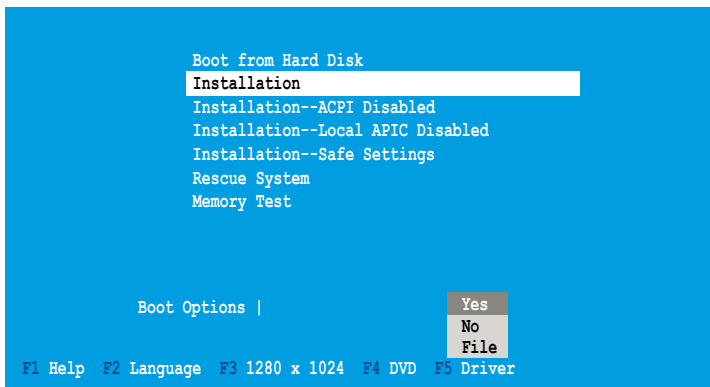 Boot from Hard Disk
Installation
Installation--ACPI Disabled
Installation--Local APIC Disabled
Installation--Safe Settings
Rescue System
Memory Test
Boot Options |
Yes
No
File
F1 Help F2 Language F3 1280 x 1024 F4 DVD F5 Driver